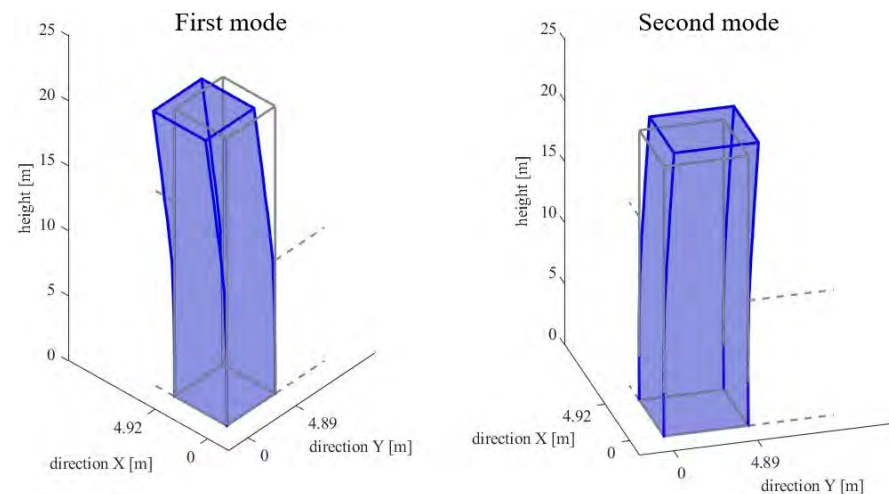 First mode
25
20
15
10
5
0
height [m]
4.92
0
direction X [m]
0
4.89
direction Y [m]
Second mode
25
20
15
10
5
0
height [m]
4.92
0
direction X [m]
0
4.89
direction Y [m]